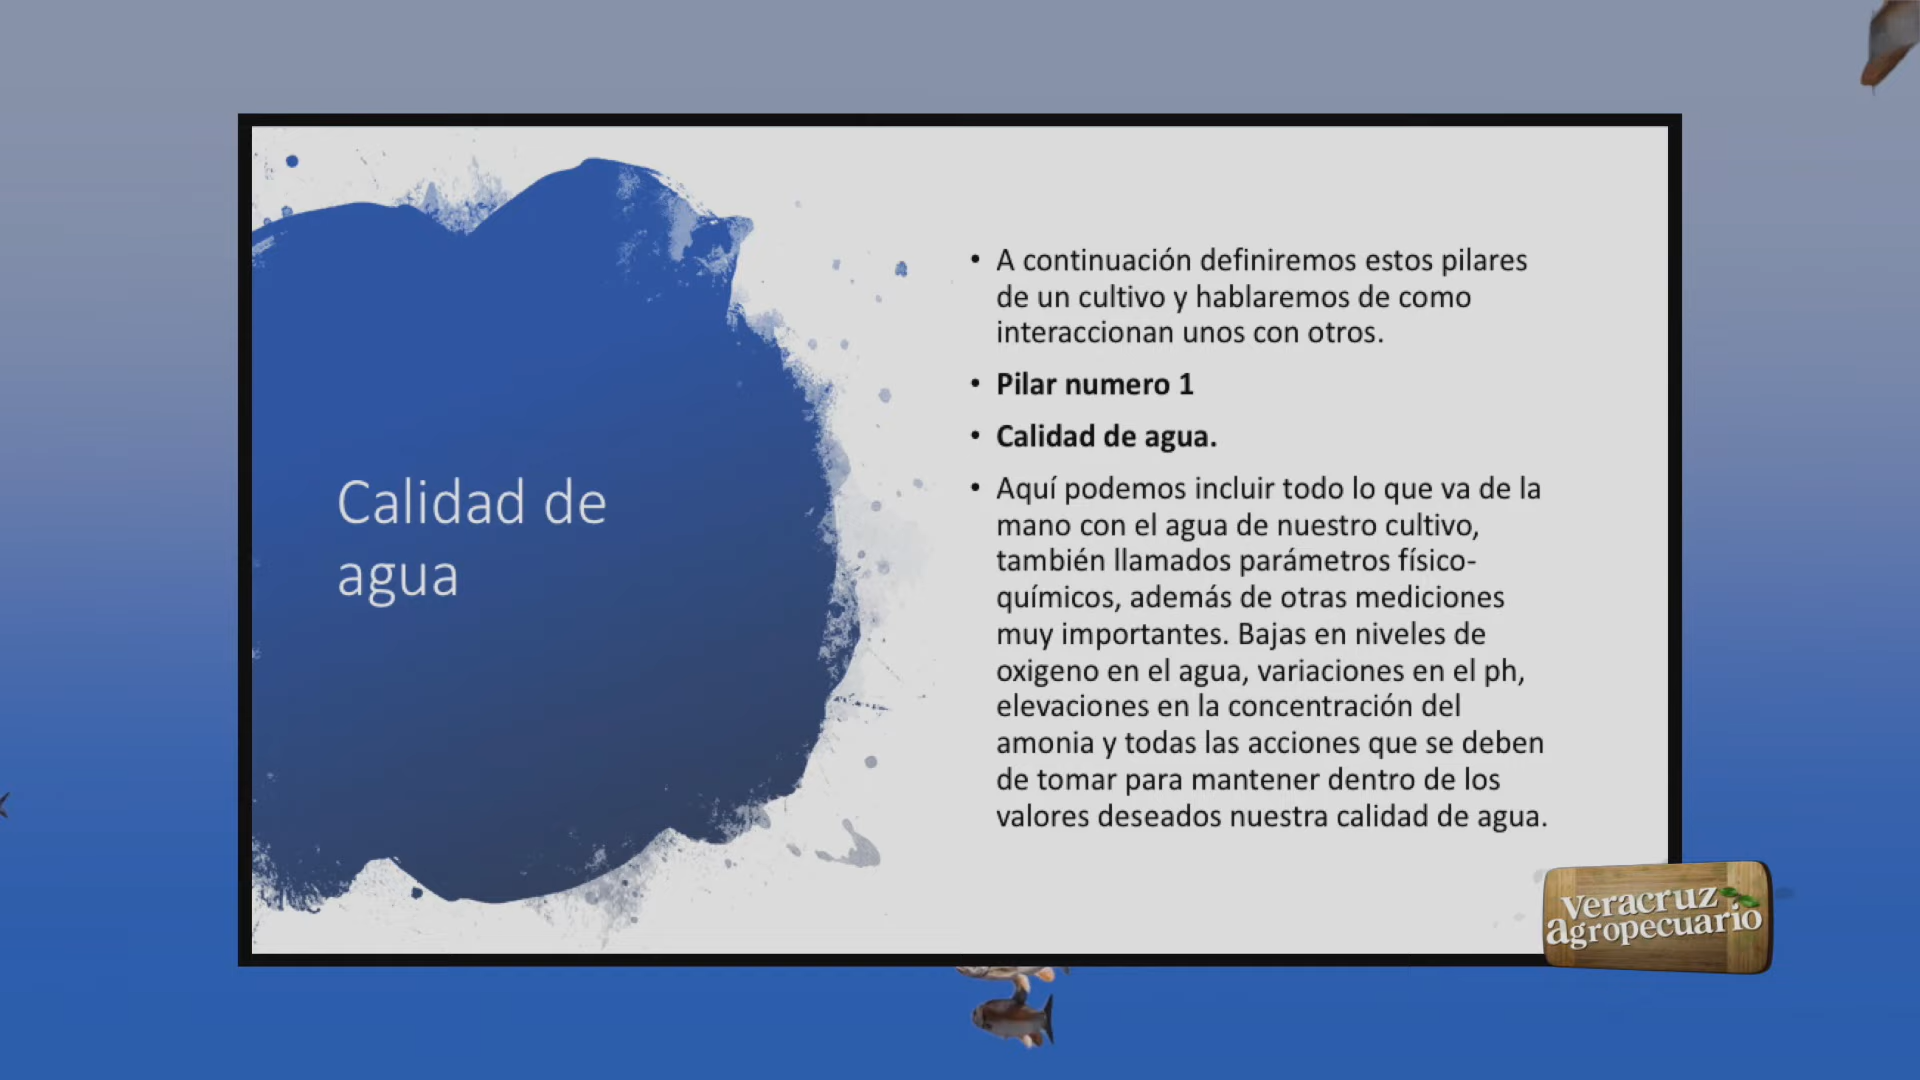 Calidad de
agua
• A continuación definiremos estos pilares
de un cultivo y hablaremos de como
interaccionan unos con otros.
• Pilar numero 1
• Calidad de agua.
• Aquí podemos incluir todo lo que va de la
mano con el agua de nuestro cultivo,
también llamados parámetros físico-
químicos, además de otras mediciones
muy importantes. Bajas en niveles de
oxigeno en el agua, variaciones en el ph,
elevaciones en la concentración del
amonia y todas las acciones que se deben
de tomar para mantener dentro de los
valores deseados nuestra calidad de agua.
veracruz
agropecuario